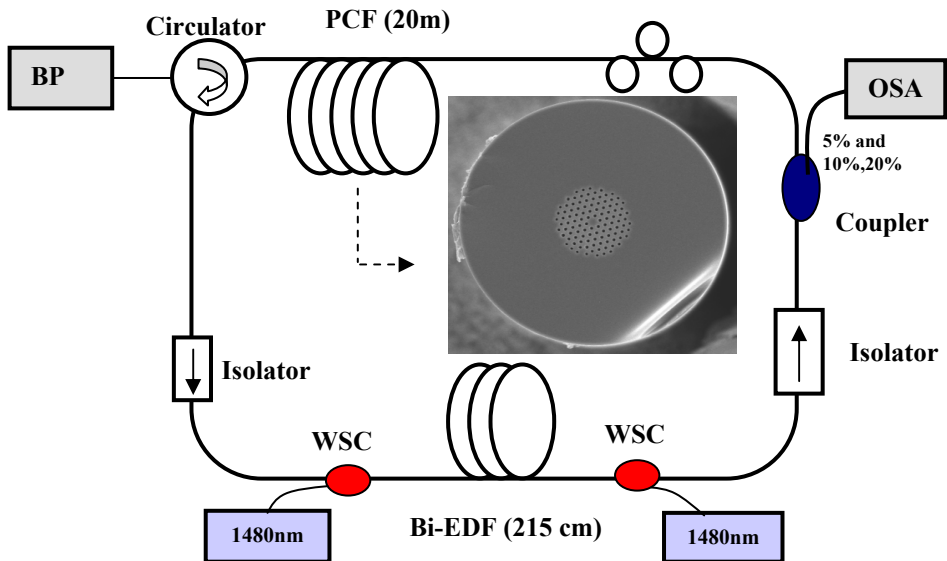 PCF (20m)
Circulator
BP
OSA
5% and
10%,20%
Coupler
Isolator
Isolator
WSC
WSC
1480nm
Bi-EDF (215 cm)
1480nm